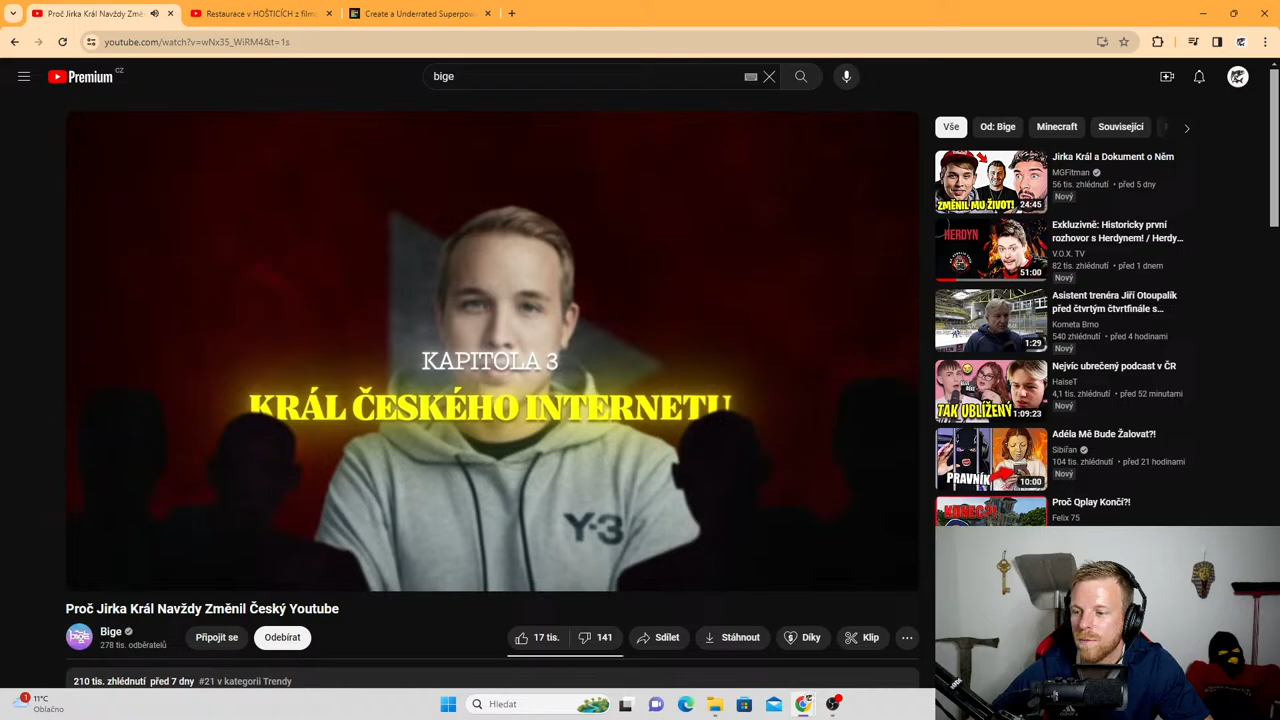 Proč Jirka Král Navždy Změ
Restaurace v HOŠTICÍCH z film
Create a Underrated Superpow
youtube.com/watch?v=wNx35_WiRM4&t=1s
Premium CZ
bige
KAPITOLA 3
KRÁL ČESKÉHO INTERNETU
Y-3
Proč Jirka Král Navždy Změnil Český Youtube
Bige
278 tis. odběratelů
Připojit se
Odebírat
17 tis.
141
Sdílet
Stáhnout
Díky
Klip
210 tis. zhlédnutí před 7 dny #21 v kategorii Trendy
Vše
Od: Bige
Minecraft
Související
ZMĚNIL MU ŽIVOT!
24:45
Jirka Král a Dokument o Něm
MGFitman
56 tis. zhlédnutí • před 5 dny
Nový
HERDYN
51:00
Exkluzivně: Historicky první
rozhovor s Herdynem! / Herdy...
V.O.X. TV
82 tis. zhlédnutí • před 1 dnem
Nový
1:29
Asistent trenéra Jiří Otoupalík
před čtvrtým čtvrtfinále s...
Kometa Brno
540 zhlédnutí • před 4 hodinami
TAK UBLÍŽENÝ
1:09:23
Nejvíc ubrečený podcast v ČR
HaiseT
4,1 tis. zhlédnutí • před 52 minutami
Nový
PRÁVNÍK
10:00
Adéla Mě Bude Žalovat?!
Sibiřan
104 tis. zhlédnutí • před 21 hodinami
Nový
KONEC?!
Proč Qplay Končí?!
Felix 75
1
11°C
Oblačno
Hledat